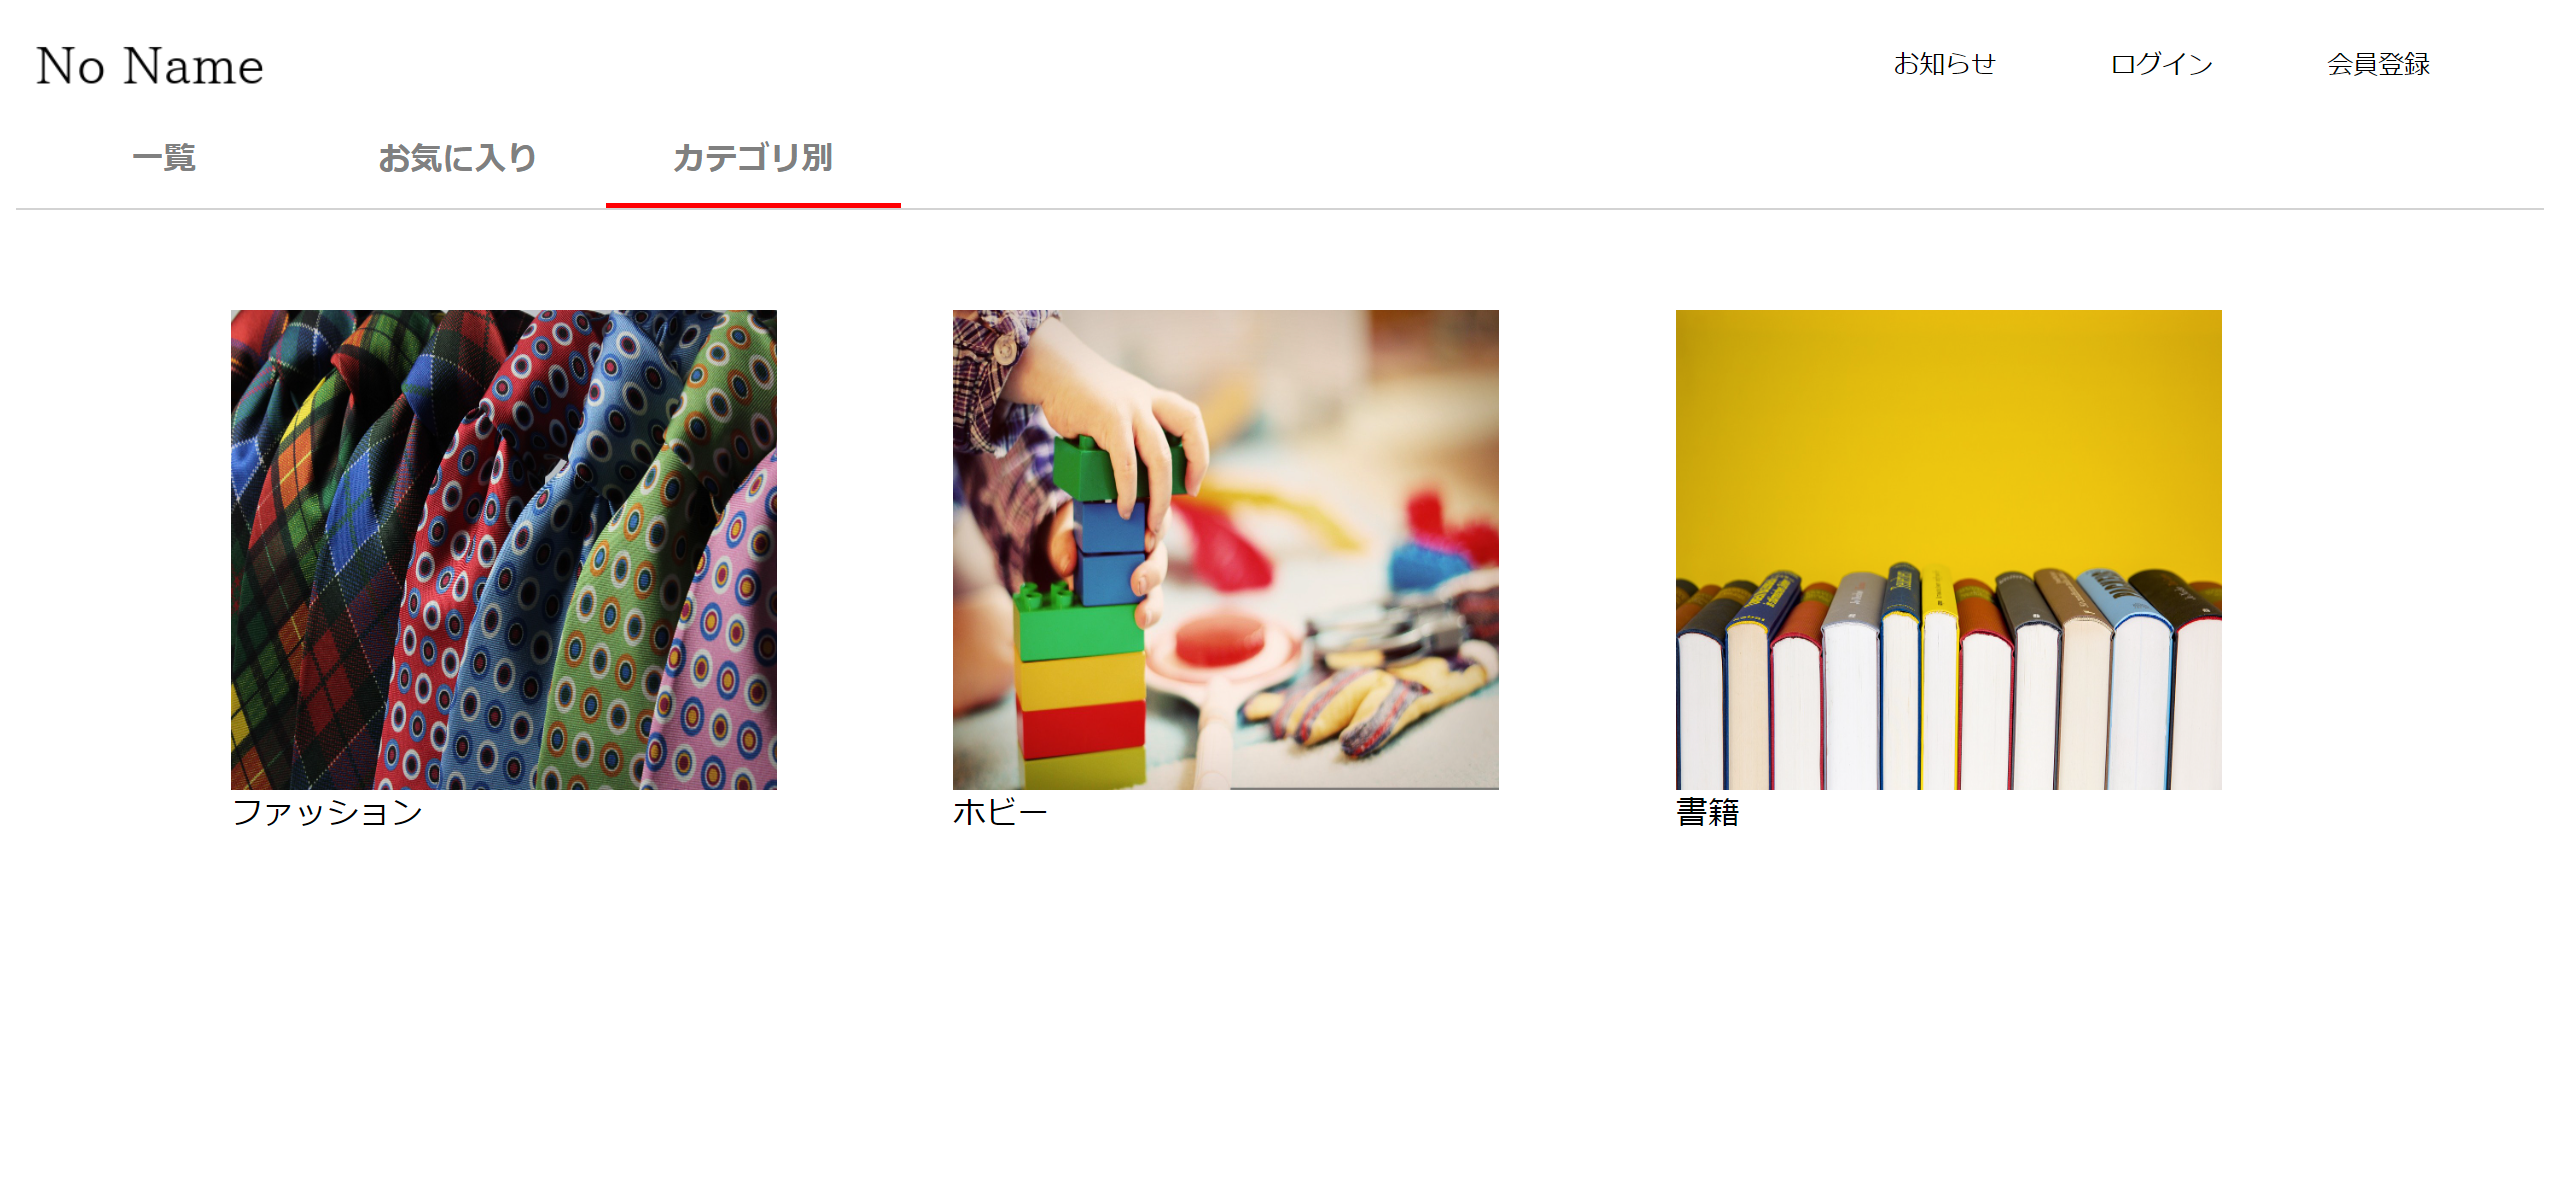 No Name
お知らせ ログイン 会員登録
一覧 お気に入り カテゴリ別
ファッション ホビー 書籍